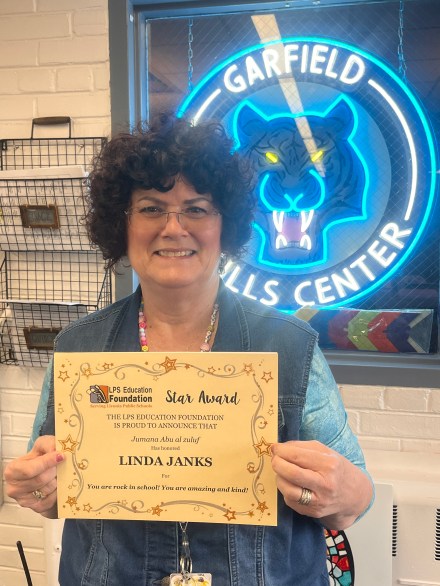 GARFIELD
LLS CENTER
LPS Education
Foundation
Serving Livonia Public Schools
Star Award
THE LPS EDUCATION FOUNDATION
IS PROUD TO ANNOUNCE THAT
Jumana Abu al zuluf
Has honored
LINDA JANKS
For
You are rock in school! You are amazing and kind!